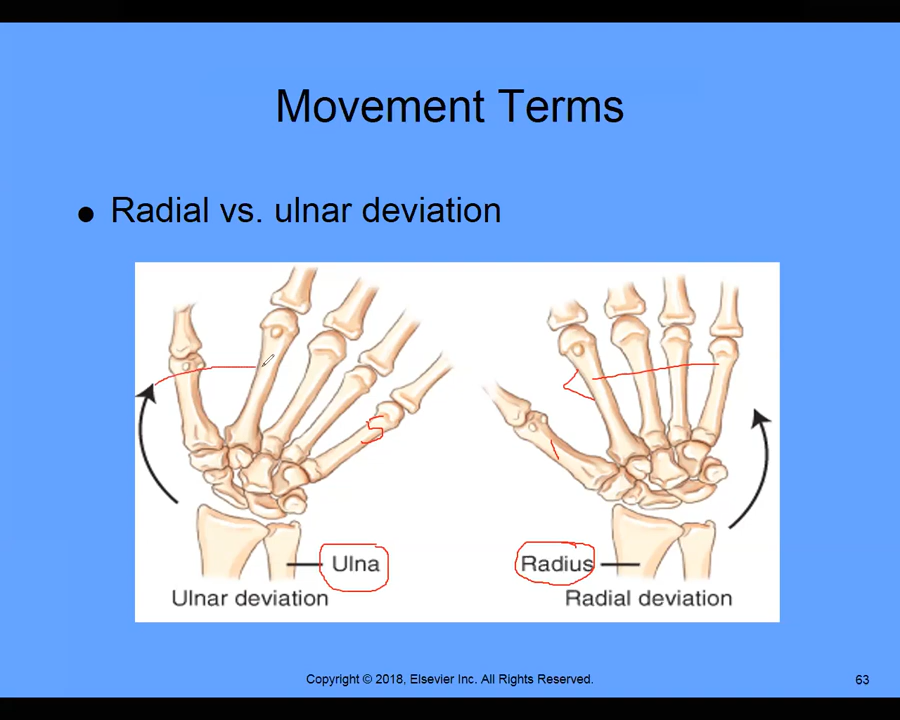 Movement Terms
● Radial vs. ulnar deviation
Ulna
Radius
Ulnar deviation
Radial deviation
Copyright © 2018, Elsevier Inc. All Rights Reserved.
63